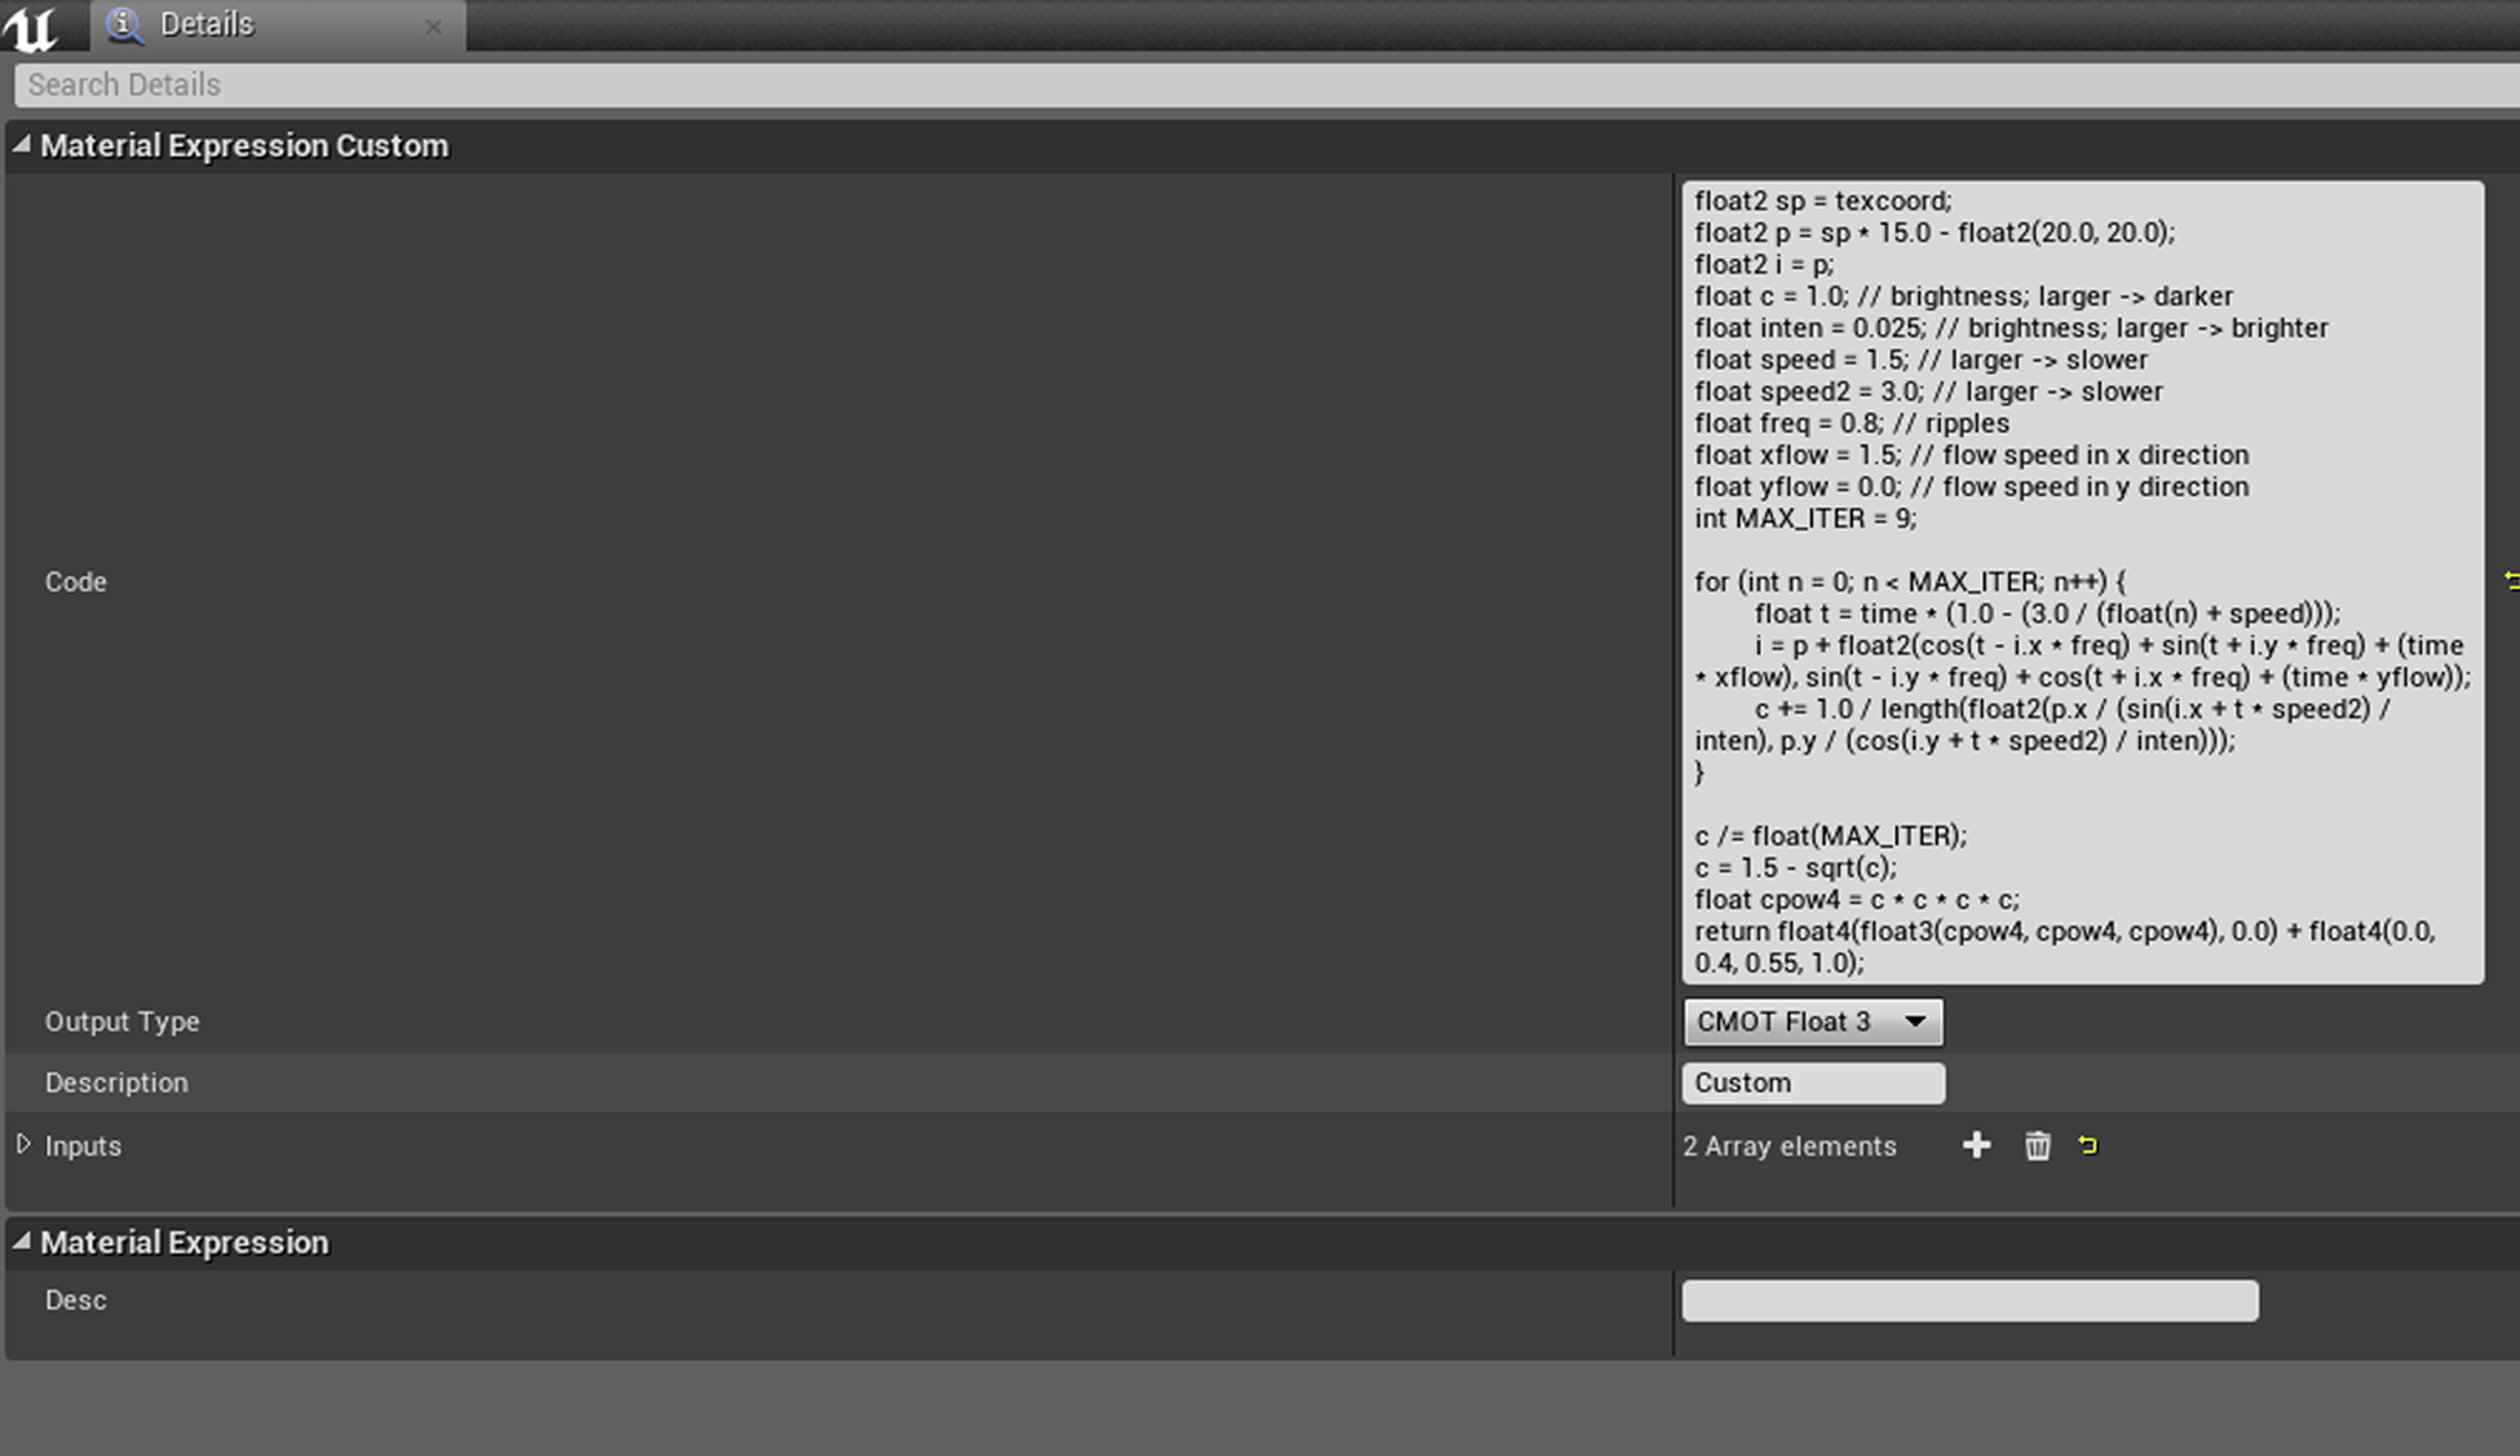 Details
Search Details
Material Expression Custom
Code
float2 sp = texcoord;
float2 p = sp * 15.0 - float2(20.0, 20.0);
float2 i = p;
float c = 1.0; // brightness; larger -> darker
float inten = 0.025; // brightness; larger -> brighter
float speed = 1.5; // larger -> slower
float speed2 = 3.0; // larger -> slower
float freq = 0.8; // ripples
float xflow = 1.5; // flow speed in x direction
float yflow = 0.0; // flow speed in y direction
int MAX_ITER = 9;
for (int n = 0; n < MAX_ITER; n++) {
float t = time * (1.0 - (3.0 / (float(n) + speed)));
i = p + float2(cos(t - i.x * freq) + sin(t + i.y * freq) + (time
* xflow), sin(t - i.y * freq) + cos(t + i.x * freq) + (time * yflow));
c += 1.0 / length(float2(p.x / (sin(i.x + t * speed2) /
inten), p.y / (cos(i.y + t * speed2) / inten)));
}
c /= float(MAX_ITER);
c = 1.5 - sqrt(c);
float cpow4 = c * c * c * c;
return float4(float3(cpow4, cpow4, cpow4), 0.0) + float4(0.0,
0.4, 0.55, 1.0);
Output Type
CMOT Float 3
Description
Custom
Inputs
2 Array elements
Material Expression
Desc